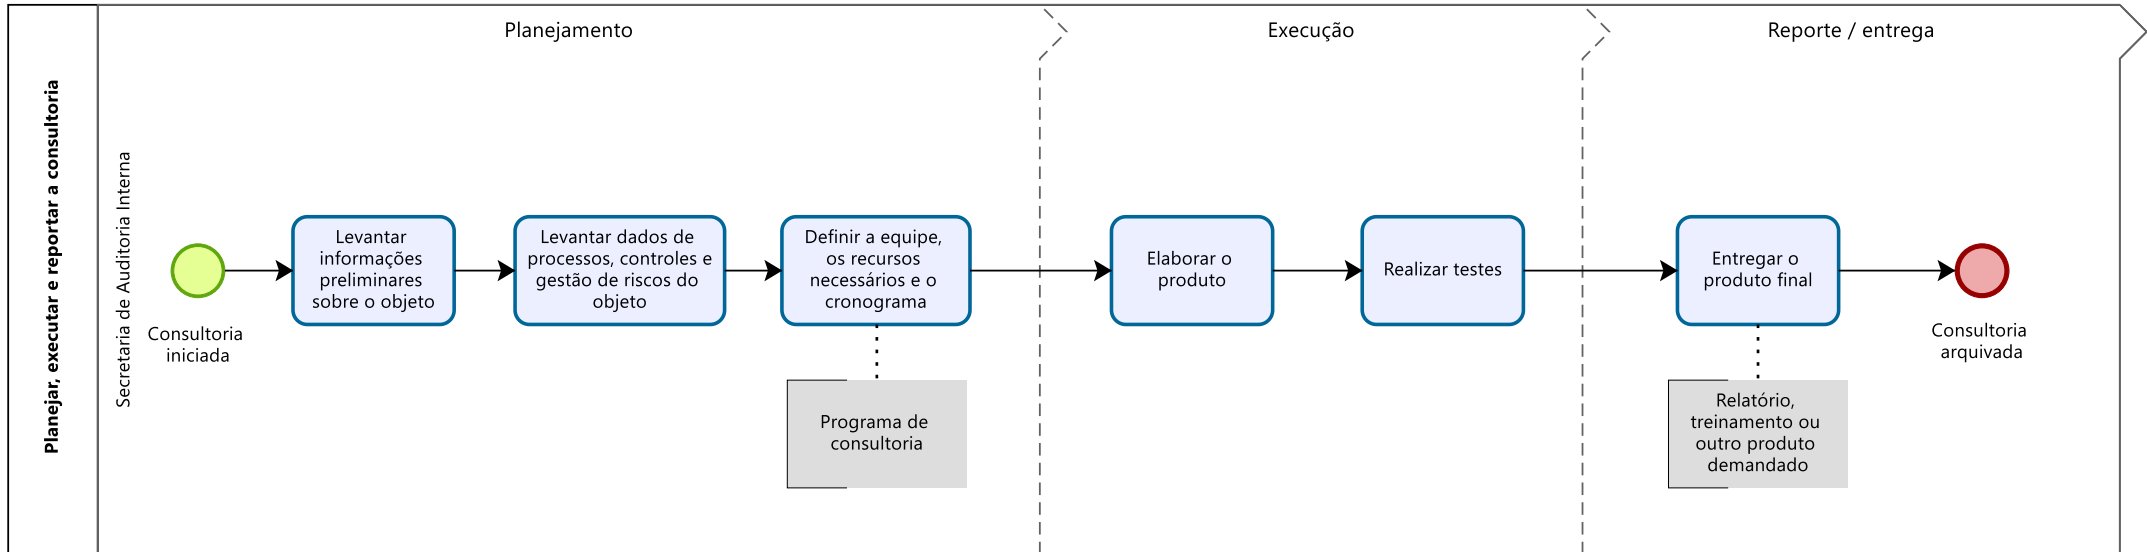 Planejar, executar e reportar a consultoria
Secretaria de Auditoria Interna
Planejamento
Execução
Reporte / entrega
Consultoria
iniciada
Levantar
informações
preliminares
sobre o objeto
Levantar dados de
processos, controles e
gestão de riscos do
objeto
Definir a equipe,
os recursos
necessários e o
cronograma
Programa de
consultoria
Elaborar o
produto
Realizar testes
Entregar o
produto final
Relatório,
treinamento ou
outro produto
demandado
Consultoria
arquivada